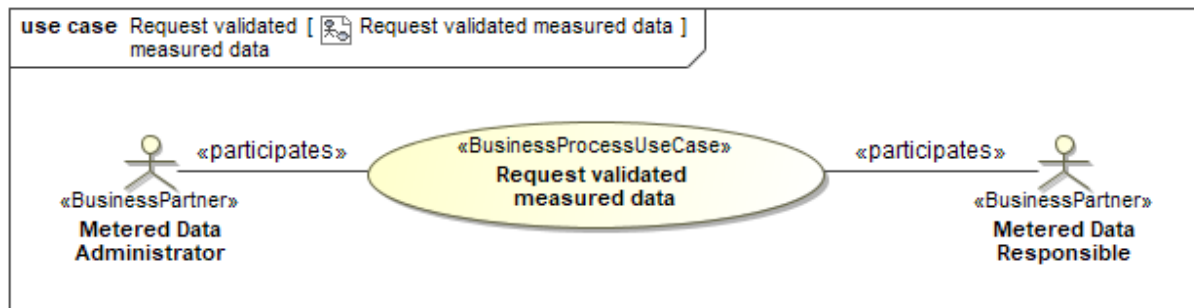 use case Request validated [ Request validated measured data ]
measured data
«participates»
«BusinessProcessUseCase»
«participates»
Request validated
measured data
«BusinessPartner»
«BusinessPartner»
Metered Data
Administrator
Metered Data
Responsible